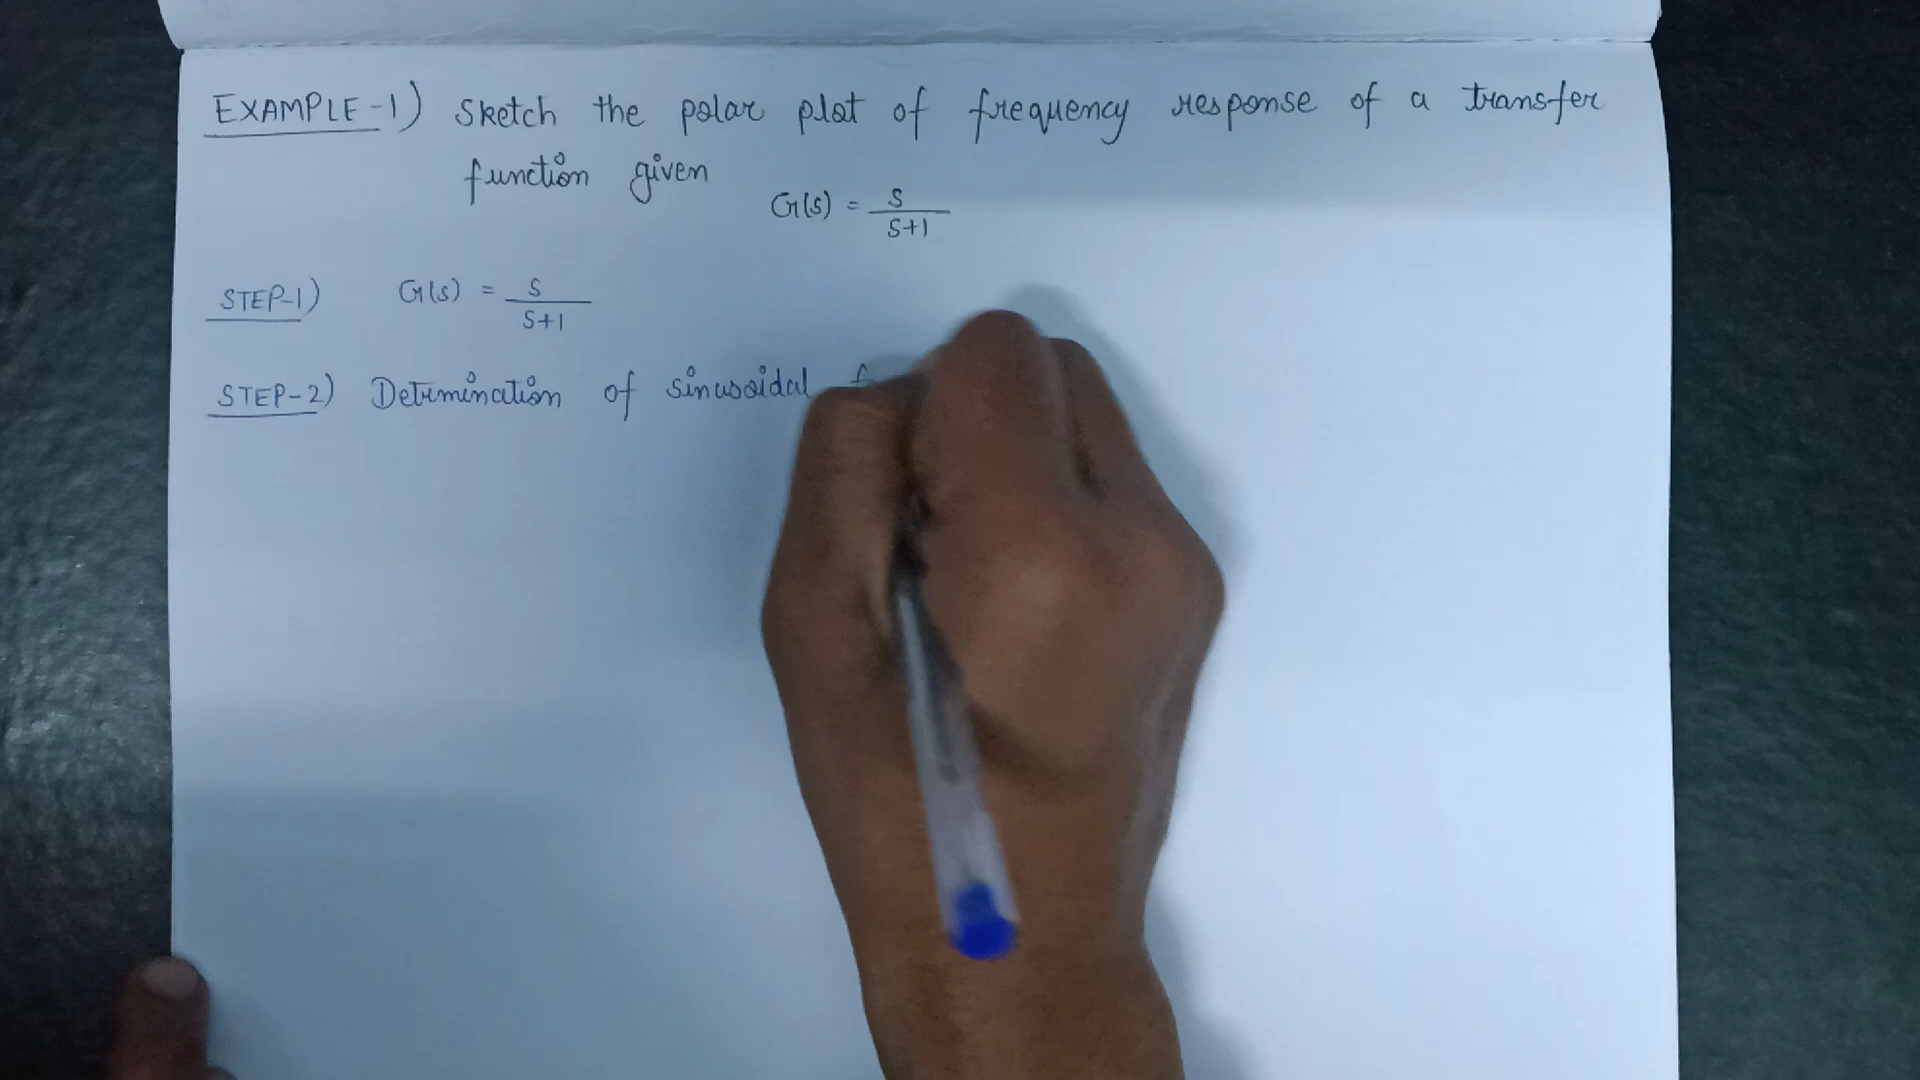 EXAMPLE-1) Sketch the polar plot of frequency response of a transfer
function given
G(s) = s
s+1
STEP-1) G(s) = s
s+1
STEP-2) Detrmination of sinusoidal